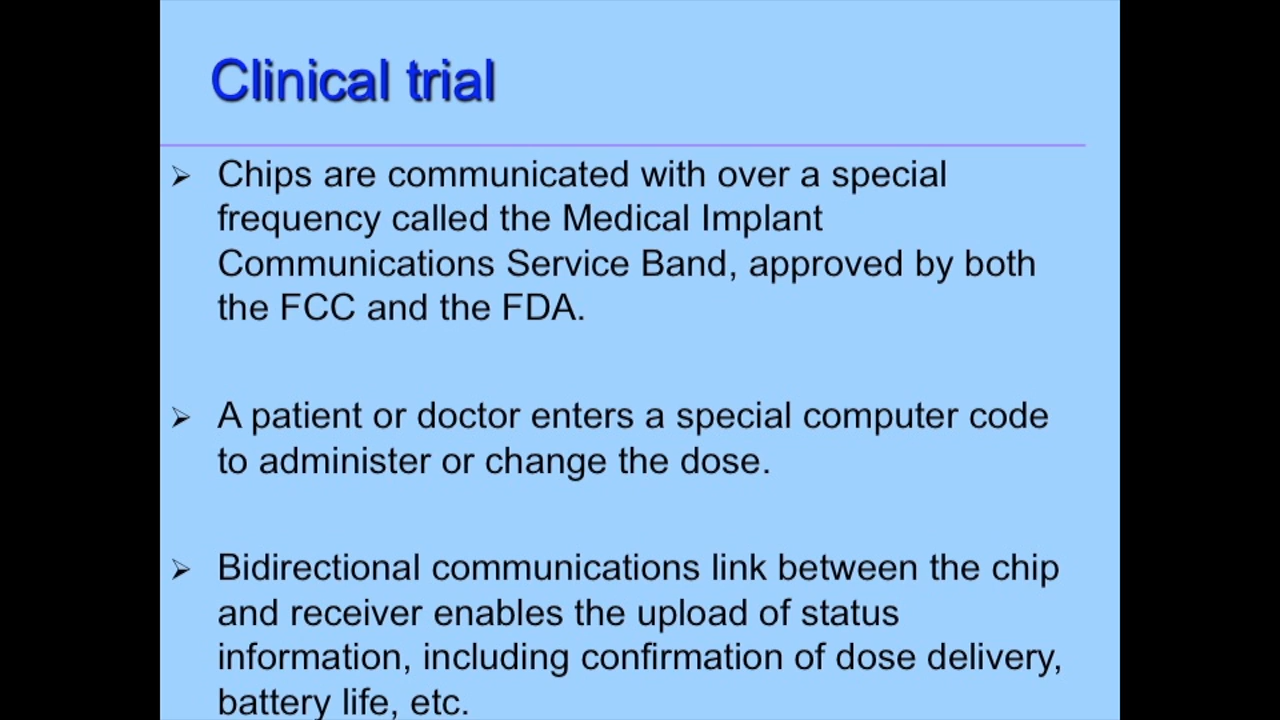 Clinical trial
➢ Chips are communicated with over a special
frequency called the Medical Implant
Communications Service Band, approved by both
the FCC and the FDA.
➢ A patient or doctor enters a special computer code
to administer or change the dose.
➢ Bidirectional communications link between the chip
and receiver enables the upload of status
information, including confirmation of dose delivery,
battery life, etc.